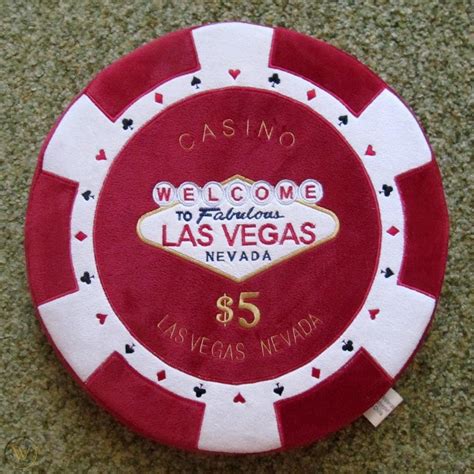 CASINO
WELCOME
TO Fabulous
LAS VEGAS
NEVADA
$5
LAS VEGAS NEVADA